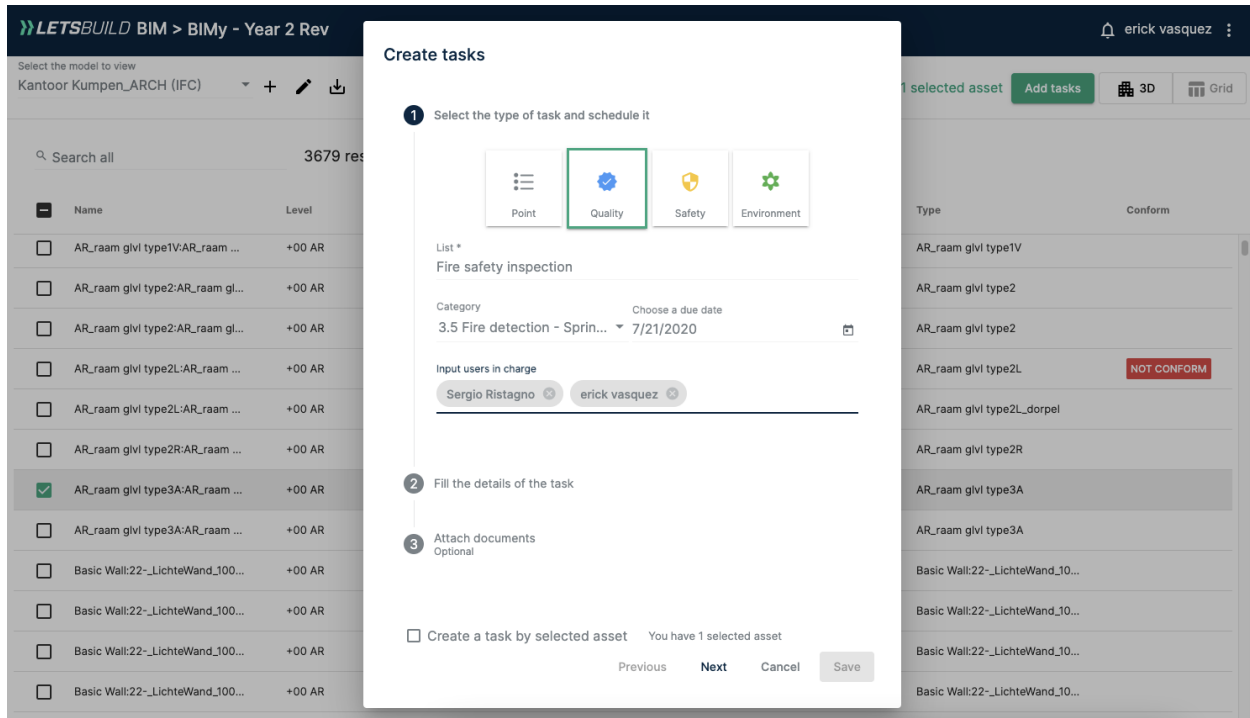 LETSBUILD BIM > BIMy - Year 2 Rev
erick vasquez
Select the model to view
Kantoor Kumpen_ARCH (IFC)
1 selected asset
Add tasks
3D
Grid
Search all
3679 res
Name Level Type Conform
AR_raam glvl type1V:AR_raam ... +00 AR AR_raam glvl type1V
AR_raam glvl type2:AR_raam gl... +00 AR AR_raam glvl type2
AR_raam glvl type2:AR_raam gl... +00 AR AR_raam glvl type2
AR_raam glvl type2L:AR_raam ... +00 AR AR_raam glvl type2L NOT CONFORM
AR_raam glvl type2L:AR_raam ... +00 AR AR_raam glvl type2L_dorpel
AR_raam glvl type2R:AR_raam ... +00 AR AR_raam glvl type2R
AR_raam glvl type3A:AR_raam ... +00 AR AR_raam glvl type3A
AR_raam glvl type3A:AR_raam ... +00 AR AR_raam glvl type3A
Basic Wall:22-_LichteWand_100... +00 AR Basic Wall:22-_LichteWand_10...
Basic Wall:22-_LichteWand_100... +00 AR Basic Wall:22-_LichteWand_10...
Basic Wall:22-_LichteWand_100... +00 AR Basic Wall:22-_LichteWand_10...
Basic Wall:22-_LichteWand_100... +00 AR Basic Wall:22-_LichteWand_10...
Create tasks
1 Select the type of task and schedule it
Point Quality Safety Environment
List *
Fire safety inspection
Category Choose a due date
3.5 Fire detection - Sprin... 7/21/2020
Input users in charge
Sergio Ristagno erick vasquez
2 Fill the details of the task
3 Attach documents
Optional
Create a task by selected asset You have 1 selected asset
Previous Next Cancel Save